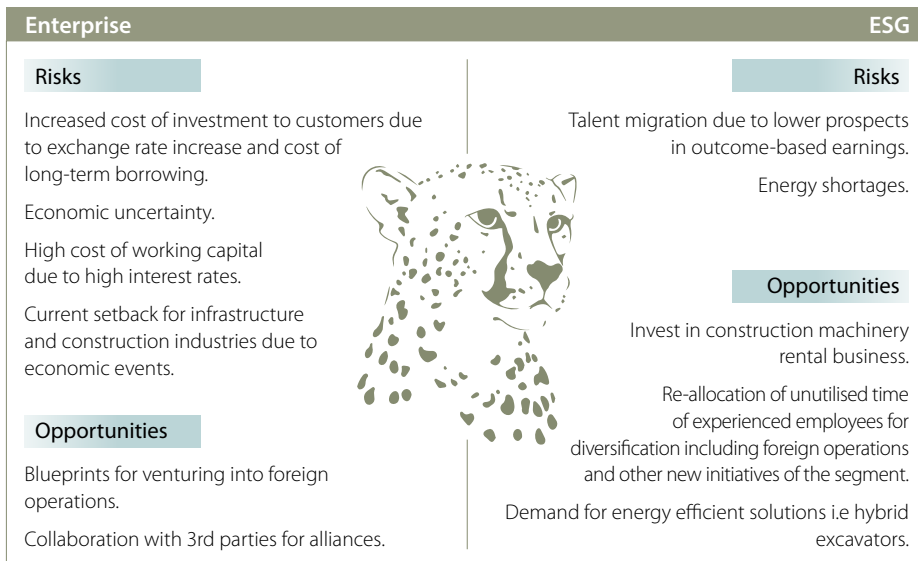 Enterprise
ESG
Risks
Increased cost of investment to customers due
to exchange rate increase and cost of
long-term borrowing.
Economic uncertainty.
High cost of working capital
due to high interest rates.
Current setback for infrastructure
and construction industries due to
economic events.
Opportunities
Blueprints for venturing into foreign
operations.
Collaboration with 3rd parties for alliances.
Risks
Talent migration due to lower prospects
in outcome-based earnings.
Energy shortages.
Opportunities
Invest in construction machinery
rental business.
Re-allocation of unutilised time
of experienced employees for
diversification including foreign operations
and other new initiatives of the segment.
Demand for energy efficient solutions i.e hybrid
excavators.